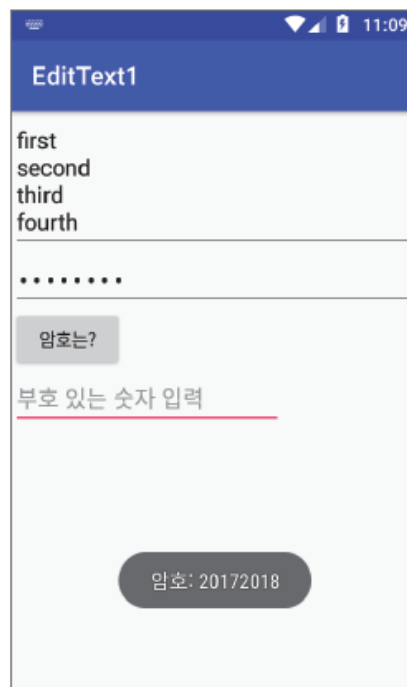 11:09
EditText1
first
second
third
fourth
••••••••
암호는?
부호 있는 숫자 입력
암호: 20172018